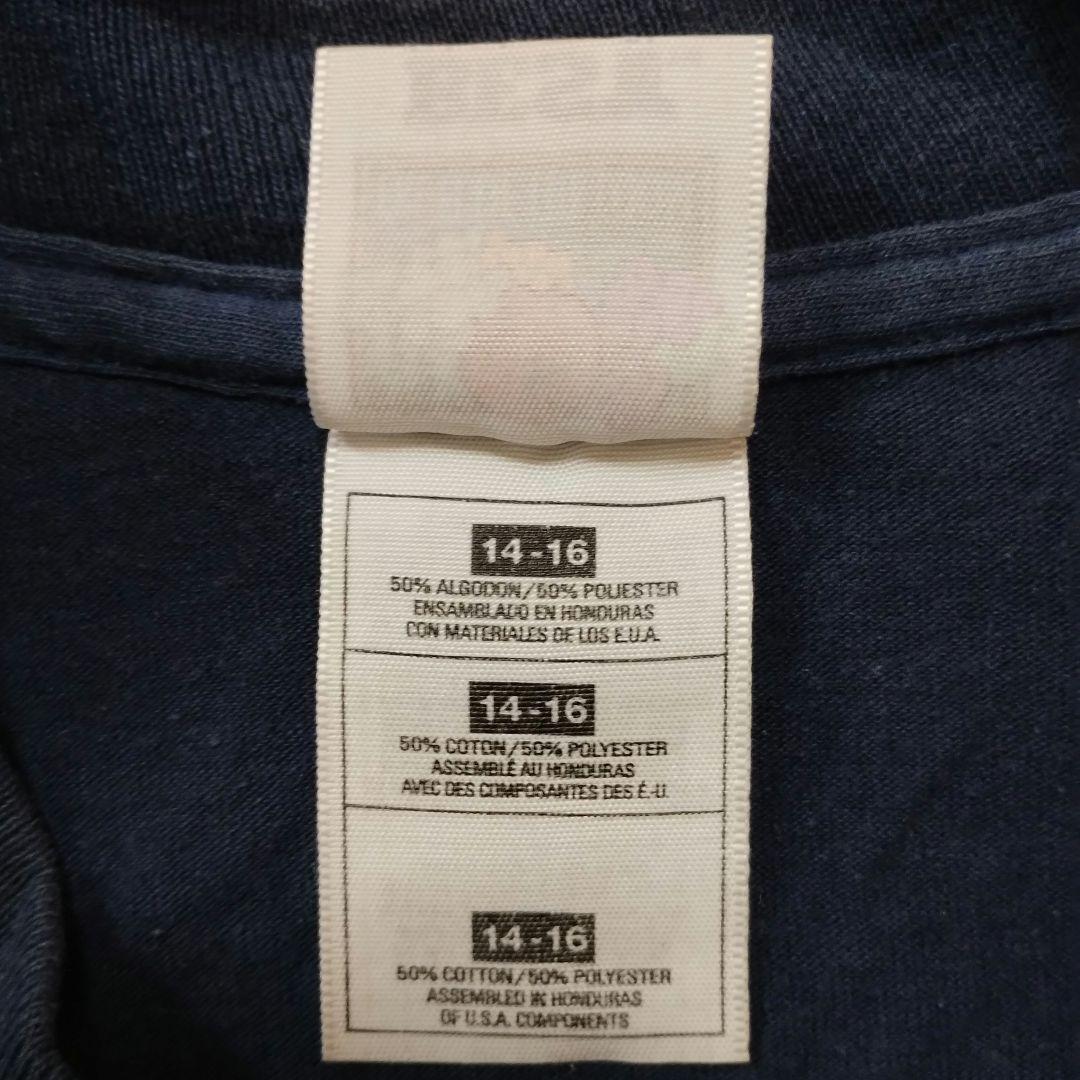 14-16
50% ALGODON/50% POLIESTER
ENSAMBLADO EN HONDURAS
CON MATERIALES DE LOS E.U.A.
14-16
50% COTON/50% POLYESTER
ASSEMBLÉ AU HONDURAS
AVEC DES COMPOSANTES DES É.-U.
14-16
50% COTTON/50% POLYESTER
ASSEMBLED IN HONDURAS
OF U.S.A. COMPONENTS